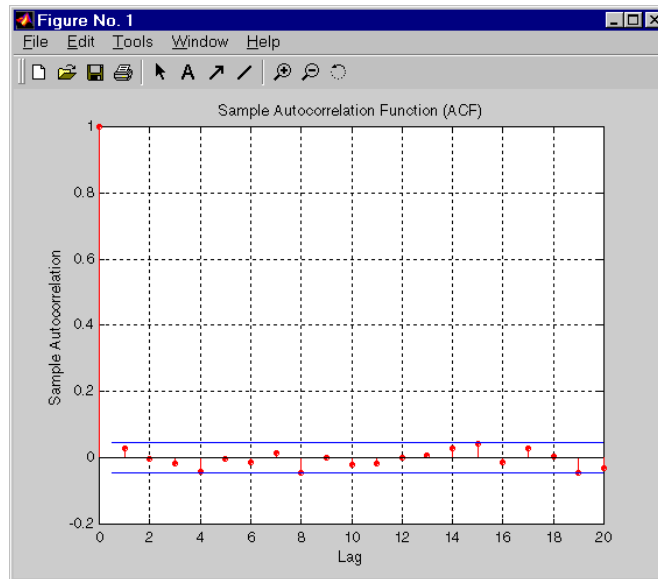 Figure No. 1
File Edit Tools Window Help
A
Sample Autocorrelation Function (ACF)
1
0.8
0.6
0.4
0.2
0
-0.2
Sample Autocorrelation
0 2 4 6 8 10 12 14 16 18 20
Lag